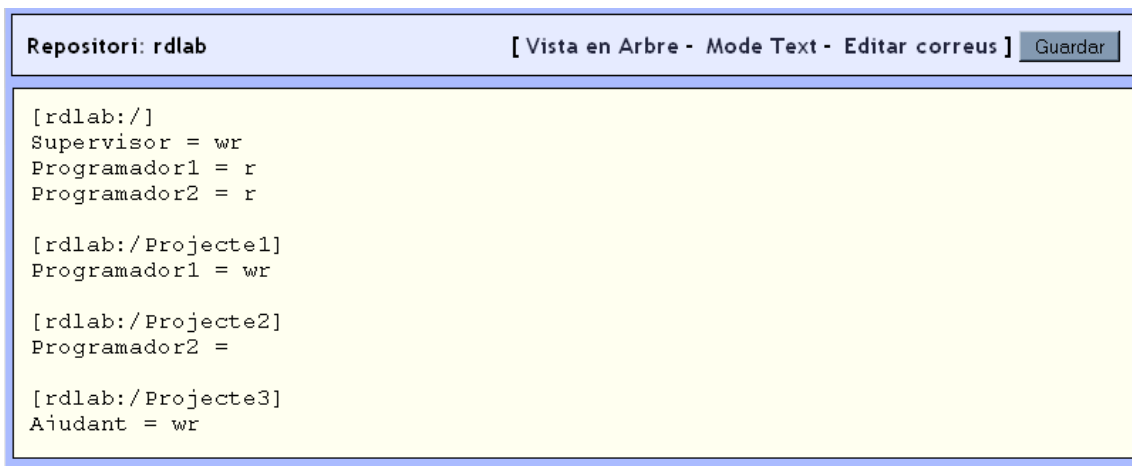 Repositori: rdlab [ Vista en Arbre - Mode Text - Editar correus ] Guardar
[rdlab:/]
Supervisor = wr
Programador1 = r
Programador2 = r
[rdlab:/Projecte1]
Programador1 = wr
[rdlab:/Projecte2]
Programador2 =
[rdlab:/Projecte3]
Ajudant = wr